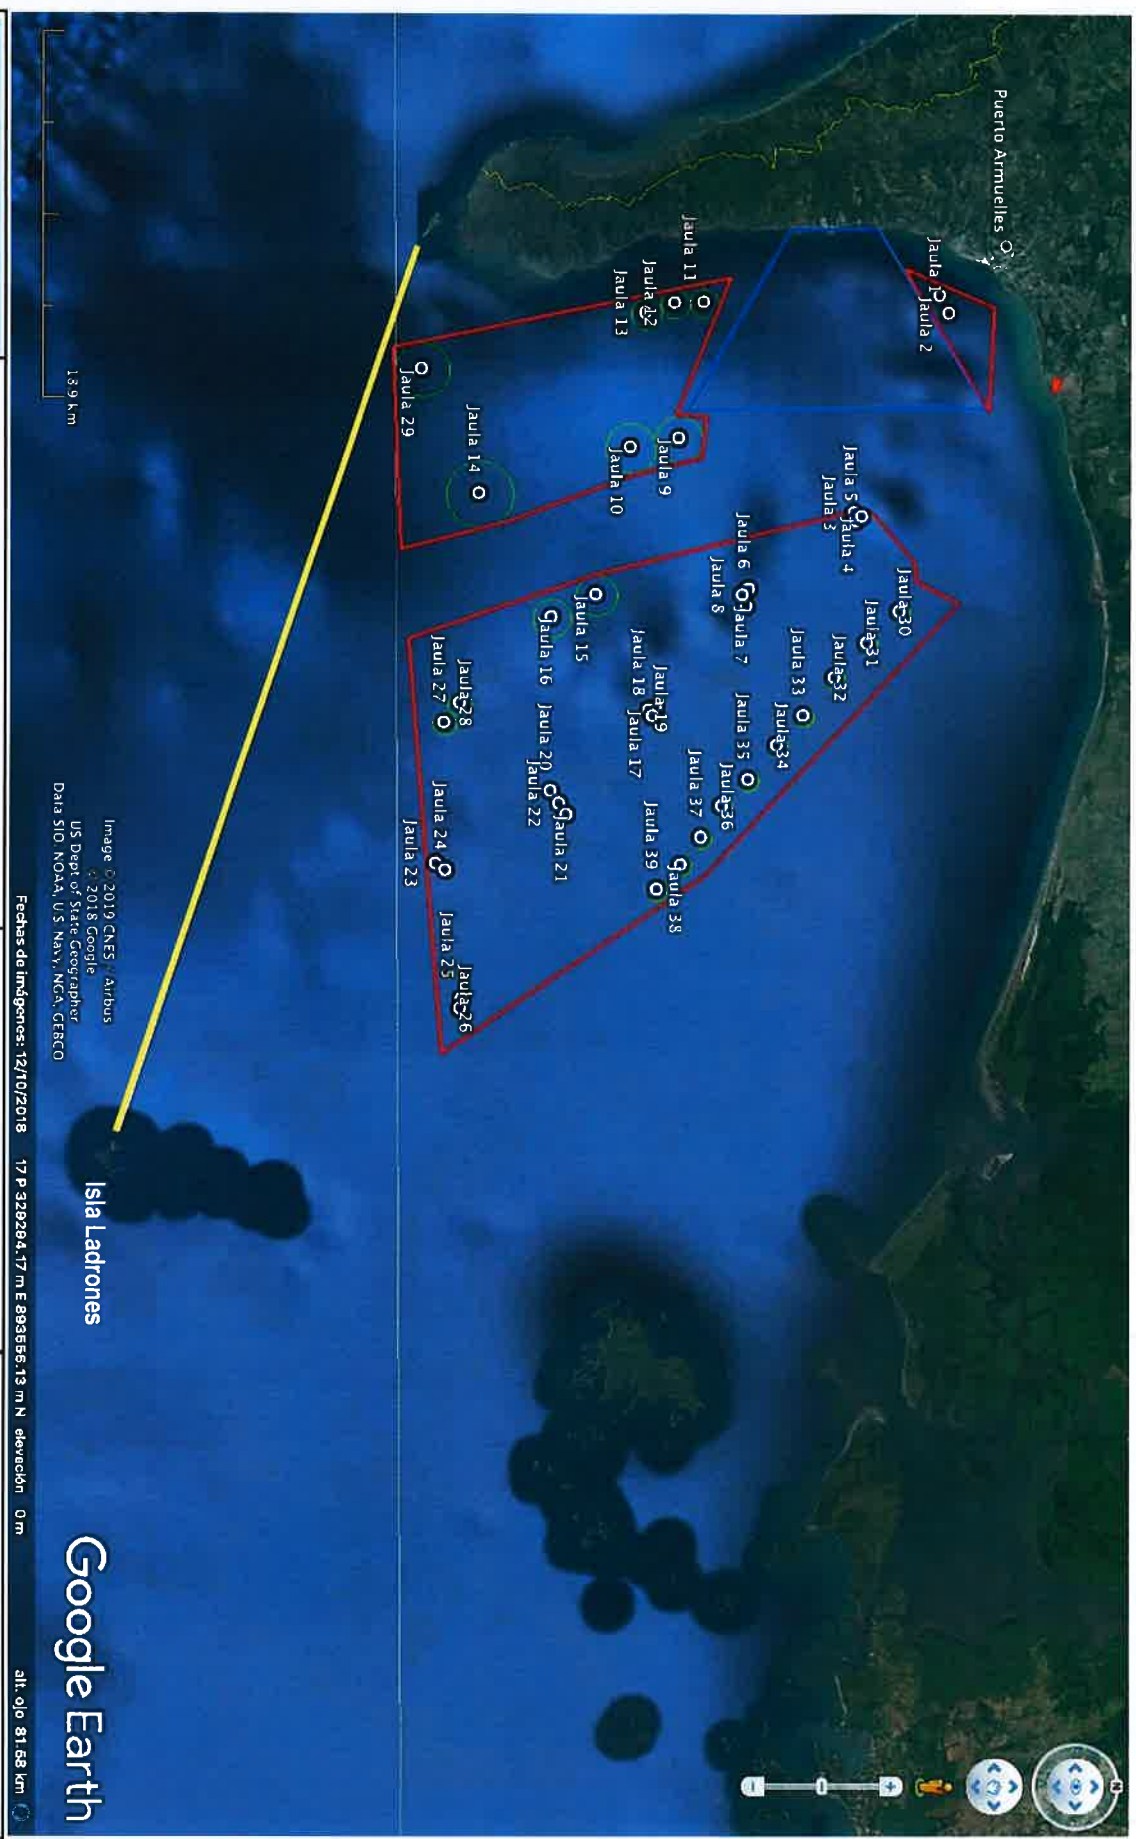 Puerto Armuelles
Jaula 1
Jaula 2
Jaula 30
Jaula 31
Jaula 5
Jaula 4
Jaula 3
Jaula 32
Jaula 33
Jaula 34
Jaula 6
Jaula 7
Jaula 8
Jaula 35
Jaula 36
Jaula 37
Jaula 38
Jaula 39
Jaula 11
Jaula 12
Jaula 13
Jaula 9
Jaula 10
Jaula 19
Jaula 18
Jaula 17
Jaula 15
Jaula 16
Jaula 20
Jaula 21
Jaula 22
Jaula 14
Jaula 29
Jaula 28
Jaula 27
Jaula 24
Jaula 23
Jaula 25
Jaula 26
Isla Ladrones
18.9 km
Image © 2019 CNES / Airbus
© 2018 Google
US Dept of State Geographer
Data SIO, NOAA, U.S. Navy, NGA, GEBCO
Google Earth
N
Fechas de imágenes: 12/10/2018 17 P 329294.17 m E 893556.13 m N elevación 0 m alt. ojo 81.68 km